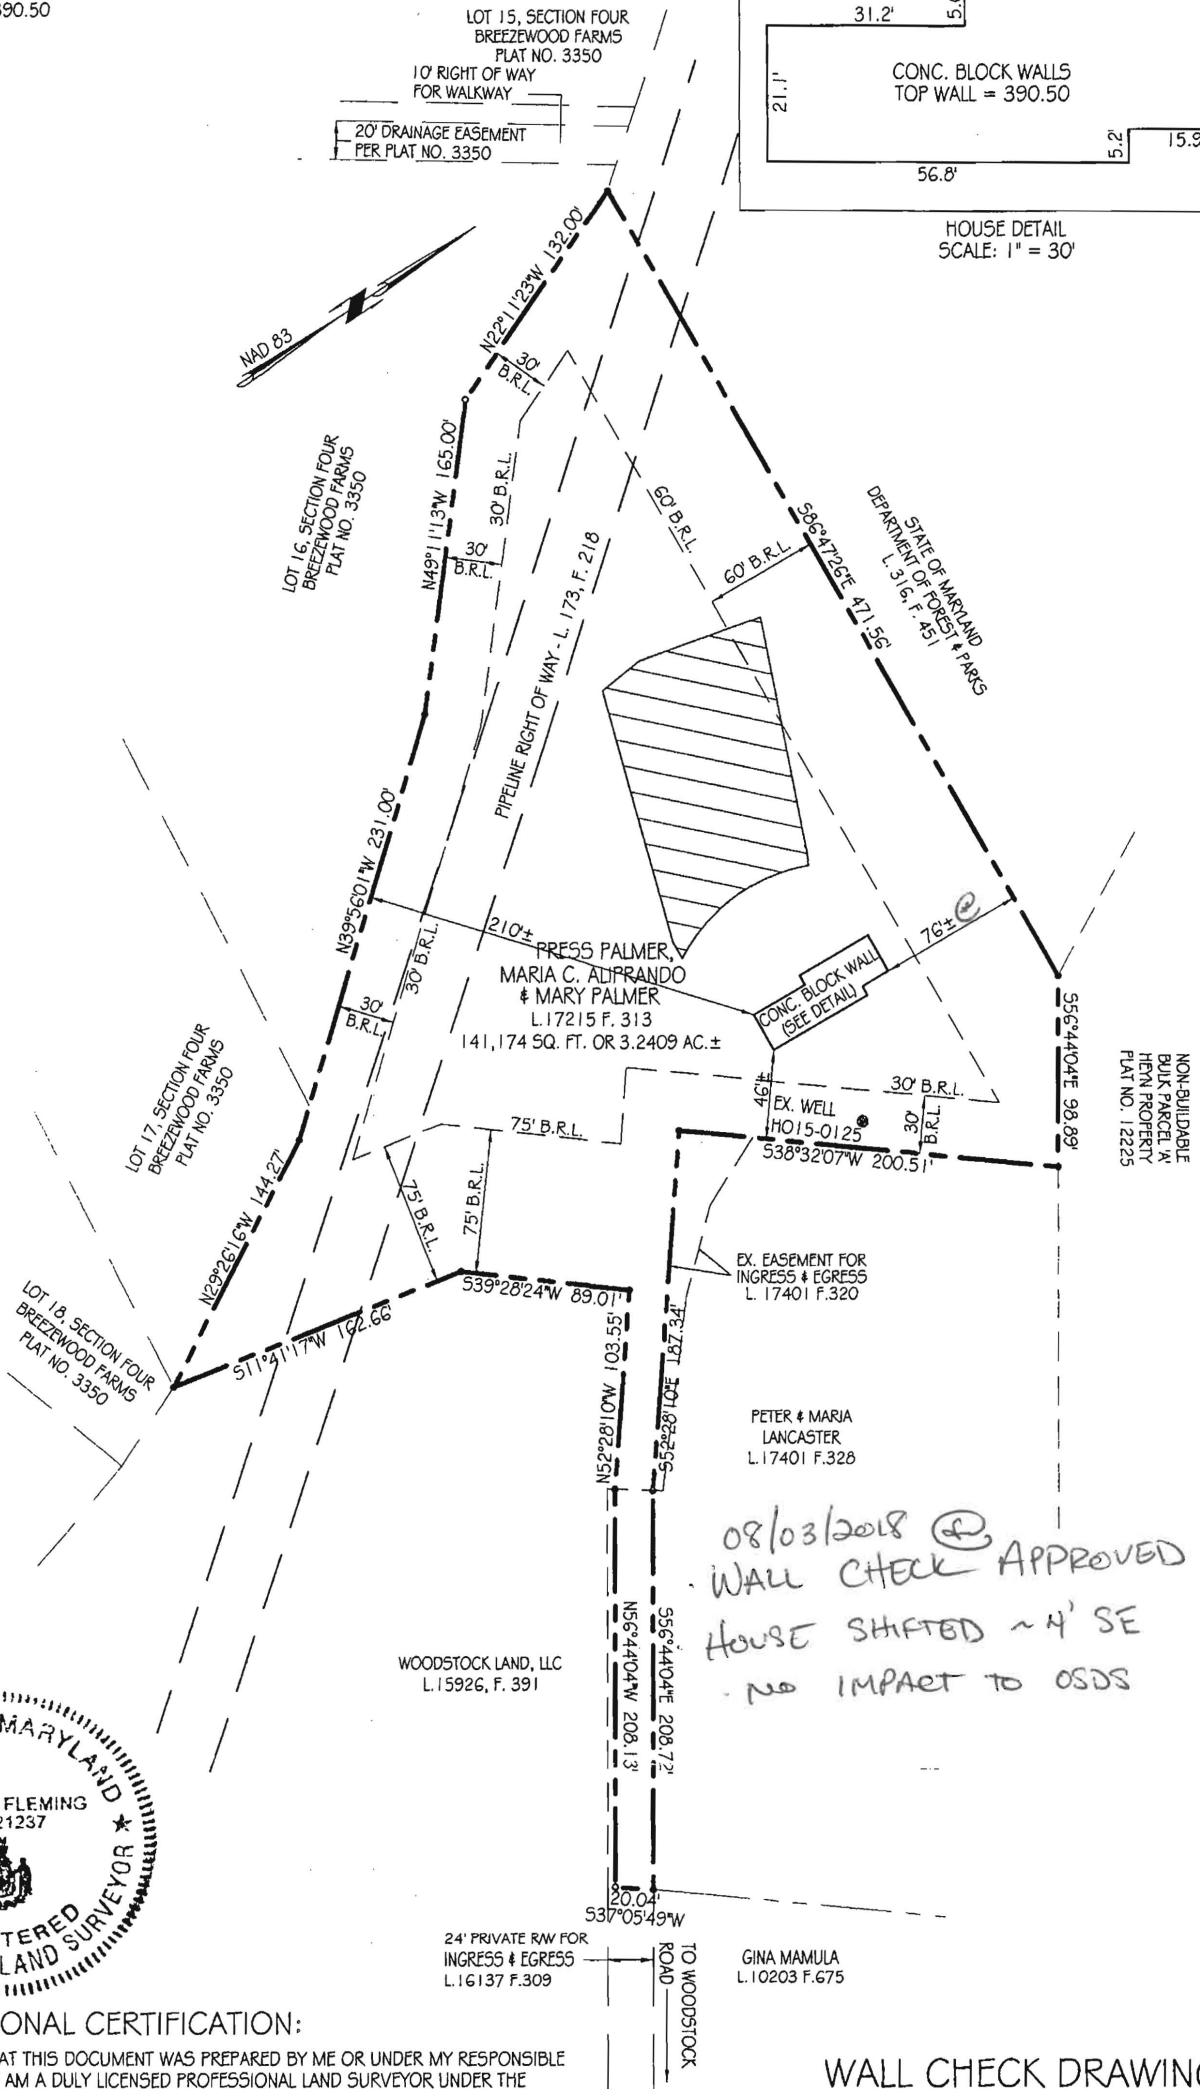 390.50
LOT 15, SECTION FOUR
BREEZEWOOD FARMS
PLAT NO. 3350
10' RIGHT OF WAY
FOR WALKWAY
20' DRAINAGE EASEMENT
PER PLAT NO. 3350
31.2'
21.1'
CONC. BLOCK WALLS
TOP WALL = 390.50
5.2'
56.8'
HOUSE DETAIL
SCALE: 1" = 30'
NAD 83
N22°11'23"W 132.00'
30'
B.R.L.
LOT 16, SECTION FOUR
BREEZEWOOD FARMS
PLAT NO. 3350
N49°11'13"W 165.00'
30' B.R.L.
30'
B.R.L.
60' B.R.L.
60' B.R.L.
S86°47'26"E 471.56'
STATE OF MARYLAND
DEPARTMENT OF FOREST & PARKS
L. 316, F. 451
PIPELINE RIGHT OF WAY - L. 173, F. 218
N39°56'01"W 231.00'
210'±
76'±
30' B.R.L.
PRESS PALMER,
MARIA C. ALIPRANDO
& MARY PALMER
L.17215 F. 313
141,174 SQ. FT. OR 3.2409 AC.±
CONC. BLOCK WALL
(SEE DETAIL)
30'
B.R.L.
46'±
S56°44'04"E 98.89'
NON-BUILDABLE
BULK PARCEL 'A'
HEYN PROPERTY
PLAT NO. 12225
LOT 17, SECTION FOUR
BREEZEWOOD FARMS
PLAT NO. 3350
30' B.R.L.
30'
B.R.L.
EX. WELL
HO15-0125
75' B.R.L.
S38°32'07"W 200.51'
75' B.R.L.
75' B.R.L.
N29°26'16"W 144.27'
EX. EASEMENT FOR
INGRESS & EGRESS
L. 17401 F.320
S39°28'24"W 89.01'
S11°41'17"W 162.66'
LOT 18, SECTION FOUR
BREEZEWOOD FARMS
PLAT NO. 3350
N52°28'10"W 103.55'
S52°28'10"E 187.34'
PETER & MARIA
LANCASTER
L.17401 F.328
08/03/2018
WALL CHECK APPROVED
HOUSE SHIFTED ~ 4' SE
- NO IMPACT TO OSDS
N56°44'04"W 208.13'
S56°44'04"E 208.72'
WOODSTOCK LAND, LLC
L.15926, F. 391
MARYLAND
FLEMING
21237
LAND SURVEYOR
20.04'
S37°05'49"W
24' PRIVATE R/W FOR
INGRESS & EGRESS
L.16137 F.309
TO WOODSTOCK
ROAD
GINA MAMULA
L.10203 F.675
ONAL CERTIFICATION:
AT THIS DOCUMENT WAS PREPARED BY ME OR UNDER MY RESPONSIBLE
AM A DULY LICENSED PROFESSIONAL LAND SURVEYOR UNDER THE
WALL CHECK DRAWING